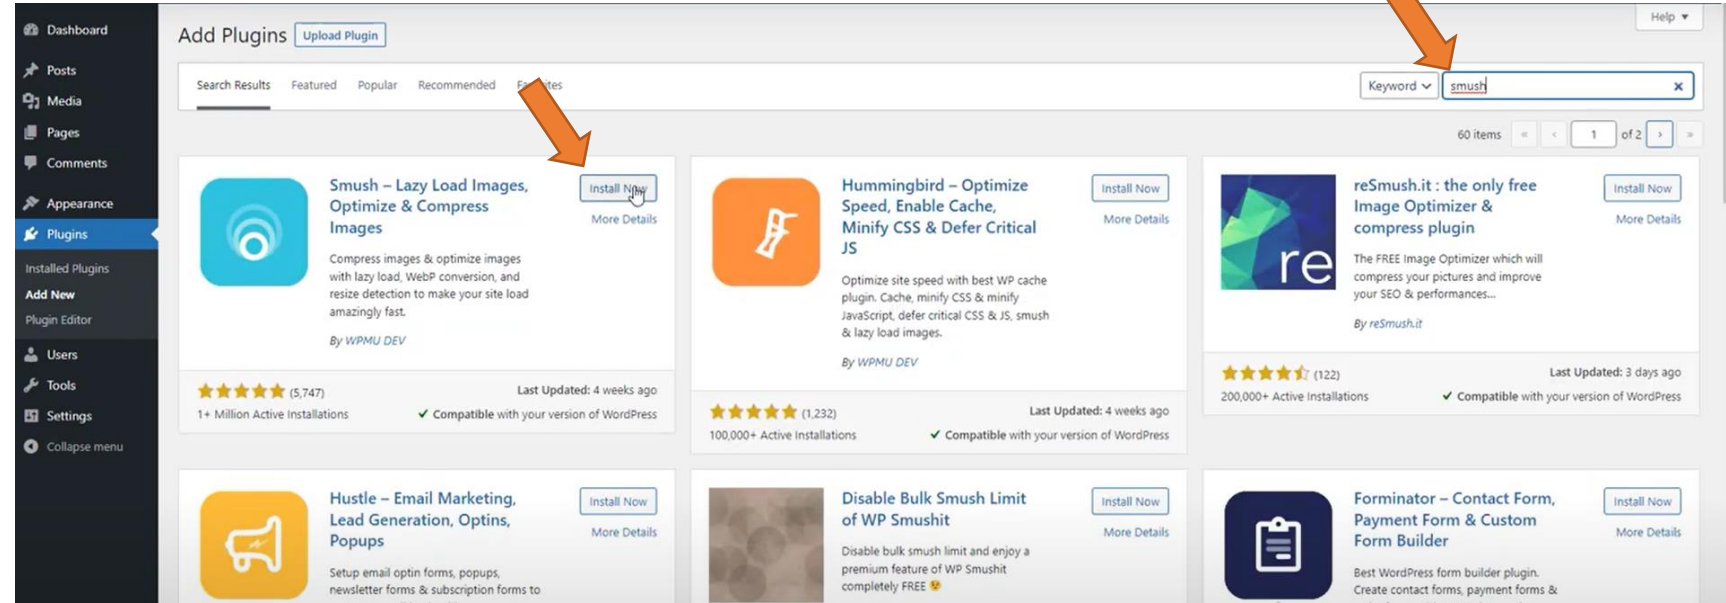 Dashboard
Posts
Media
Pages
Comments
Appearance
Plugins
Installed Plugins
Add New
Plugin Editor
Users
Tools
Settings
Collapse menu
Help
Add Plugins Upload Plugin
Search Results Featured Popular Recommended
Keyword smush
60 items « ‹ 1 of 2 › »
Smush – Lazy Load Images,
Optimize & Compress
Images
Install Now
More Details
Compress images & optimize images
with lazy load, WebP conversion, and
resize detection to make your site load
amazingly fast.
By WPMU DEV
(5,747)
Last Updated: 4 weeks ago
1+ Million Active Installations
✔ Compatible with your version of WordPress
Hummingbird – Optimize
Speed, Enable Cache,
Minify CSS & Defer Critical
JS
Install Now
More Details
Optimize site speed with best WP cache
plugin. Cache, minify CSS & minify
JavaScript, defer critical CSS & JS, smush
& lazy load images.
By WPMU DEV
(1,232)
Last Updated: 4 weeks ago
100,000+ Active Installations
✔ Compatible with your version of WordPress
re
reSmush.it : the only free
Image Optimizer &
compress plugin
Install Now
More Details
The FREE Image Optimizer which will
compress your pictures and improve
your SEO & performances...
By reSmush.it
(122)
Last Updated: 3 days ago
200,000+ Active Installations
✔ Compatible with your version of WordPress
Hustle – Email Marketing,
Lead Generation, Optins,
Popups
Install Now
More Details
Setup email optin forms, popups,
newsletter forms & subscription forms to
Disable Bulk Smush Limit
of WP Smushit
Install Now
More Details
Disable bulk smush limit and enjoy a
premium feature of WP Smushit
completely FREE 😉
Forminator – Contact Form,
Payment Form & Custom
Form Builder
Install Now
More Details
Best WordPress form builder plugin.
Create contact forms, payment forms &